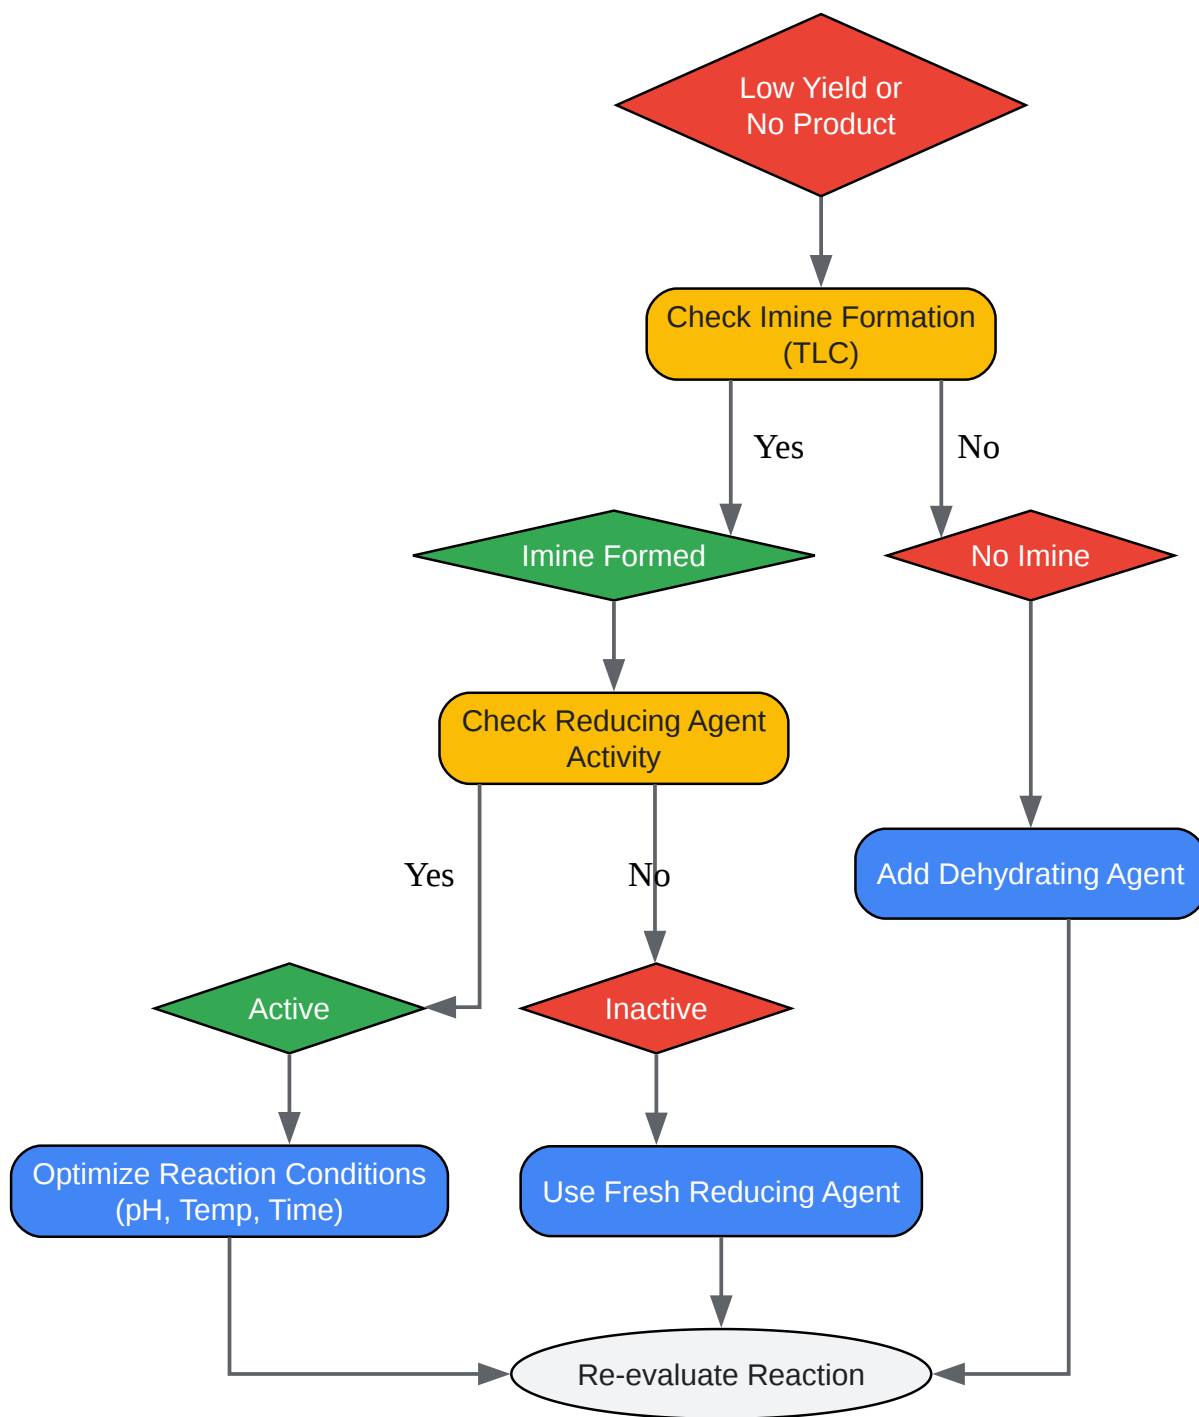 Low Yield or
No Product
Check Imine Formation
(TLC)
Yes
No
Imine Formed
No Imine
Check Reducing Agent
Activity
Yes
No
Add Dehydrating Agent
Active
Inactive
Optimize Reaction Conditions
(pH, Temp, Time)
Use Fresh Reducing Agent
Re-evaluate Reaction